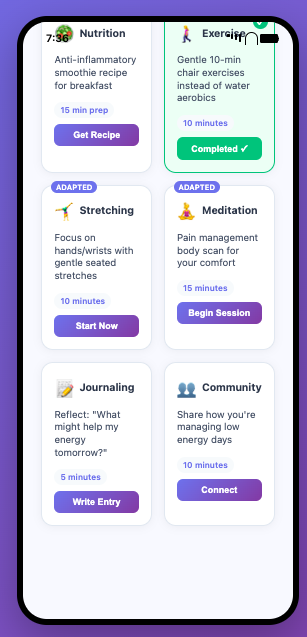 7:36
Nutrition
Anti-inflammatory
smoothie recipe
for breakfast
15 min prep
Get Recipe
Exercise
Gentle 10-min
chair exercises
instead of water
aerobics
10 minutes
Completed ✓
ADAPTED
Stretching
Focus on
hands/wrists with
gentle seated
stretches
10 minutes
Start Now
ADAPTED
Meditation
Pain management
body scan for
your comfort
15 minutes
Begin Session
Journaling
Reflect: "What
might help my
energy
tomorrow?"
5 minutes
Write Entry
Community
Share how you're
managing low
energy days
10 minutes
Connect